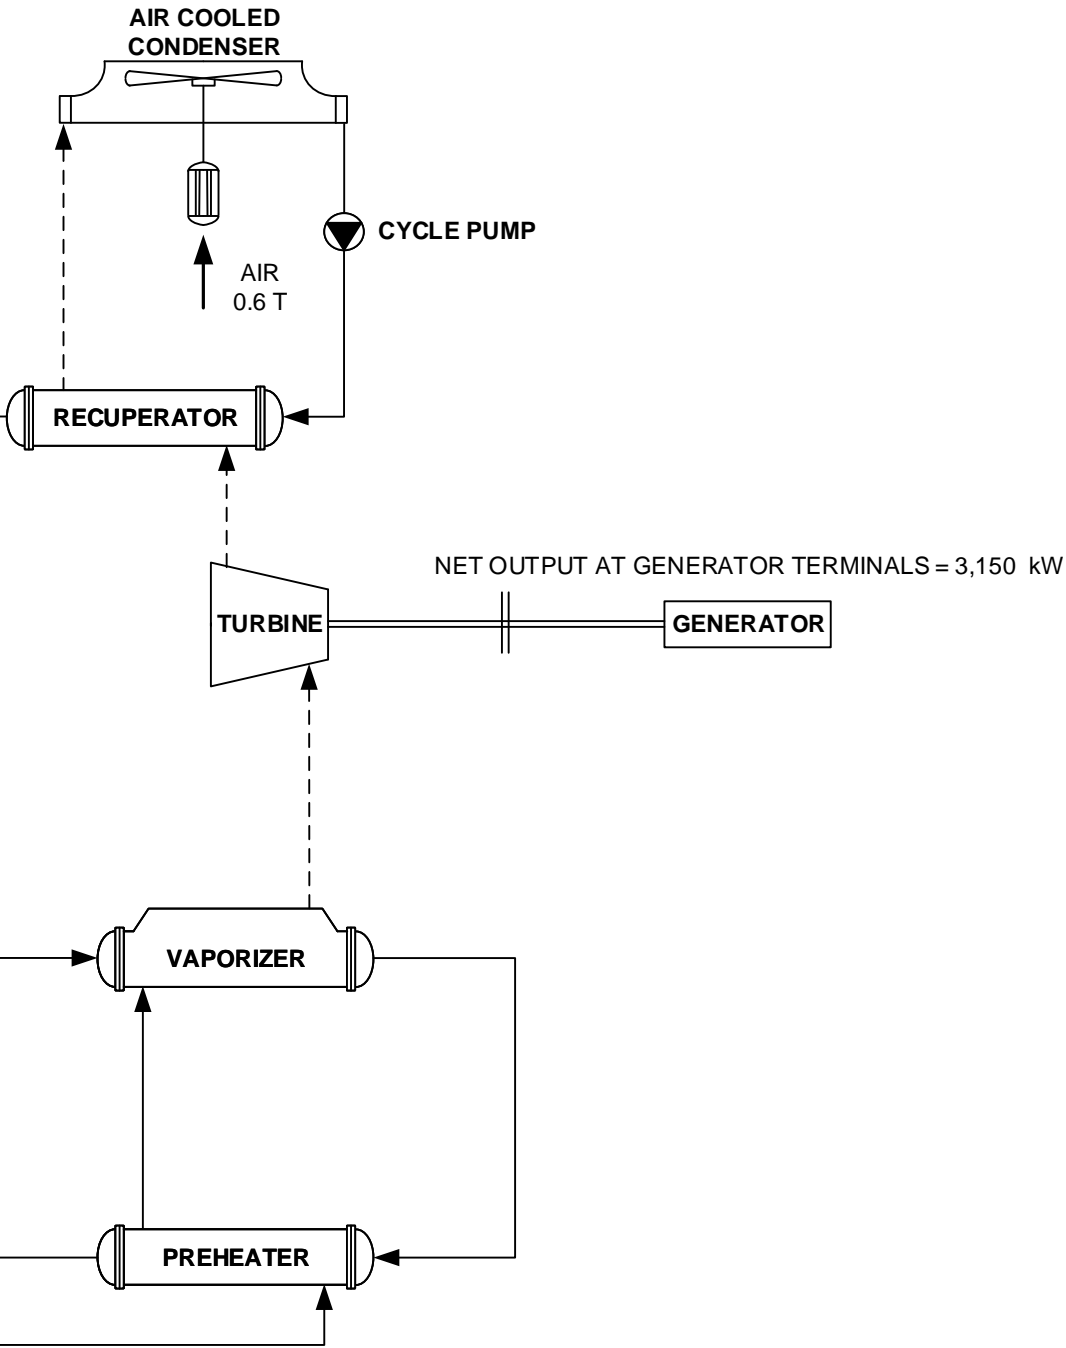 AIR COOLED
CONDENSER
CYCLE PUMP
AIR
0.6 T
RECUPERATOR
NET OUTPUT AT GENERATOR TERMINALS = 3,150 kW
TURBINE
GENERATOR
VAPORIZER
PREHEATER